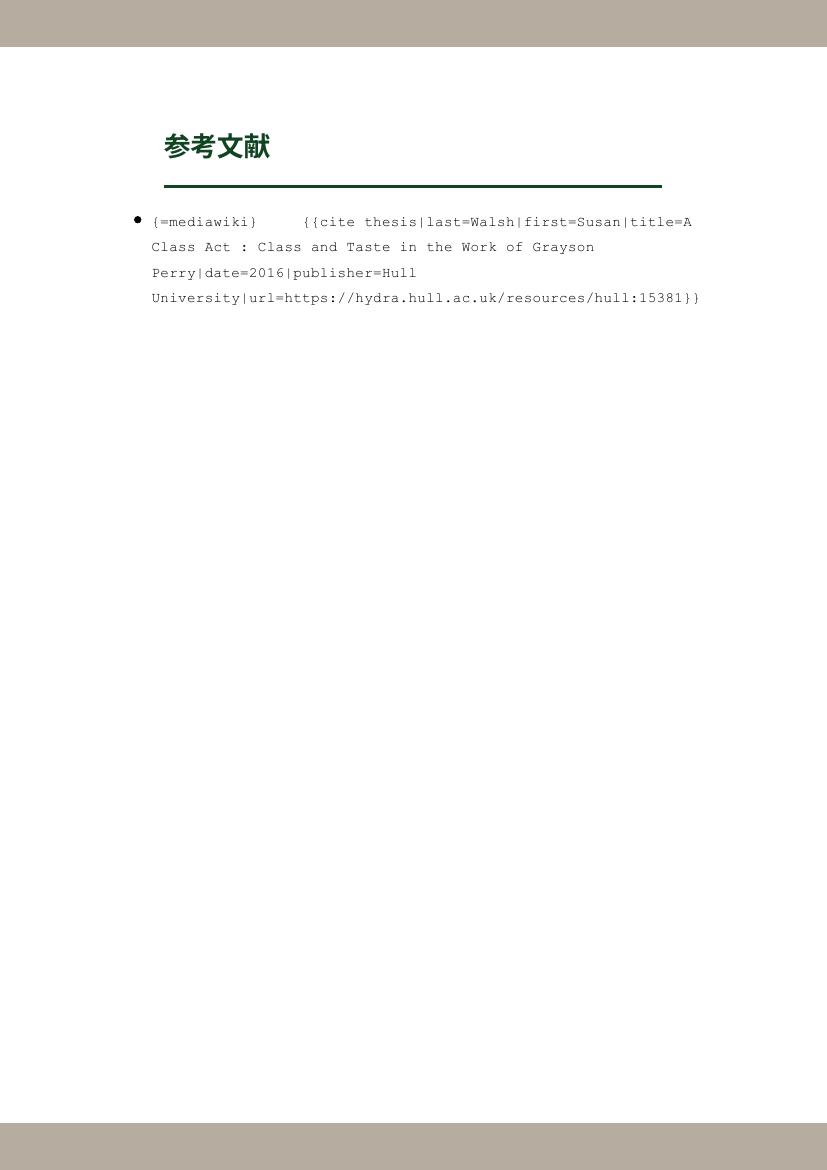 参考文献
{=mediawiki} {{cite thesis|last=Walsh|first=Susan|title=A
Class Act : Class and Taste in the Work of Grayson
Perry|date=2016|publisher=Hull
University|url=https://hydra.hull.ac.uk/resources/hull:15381}}